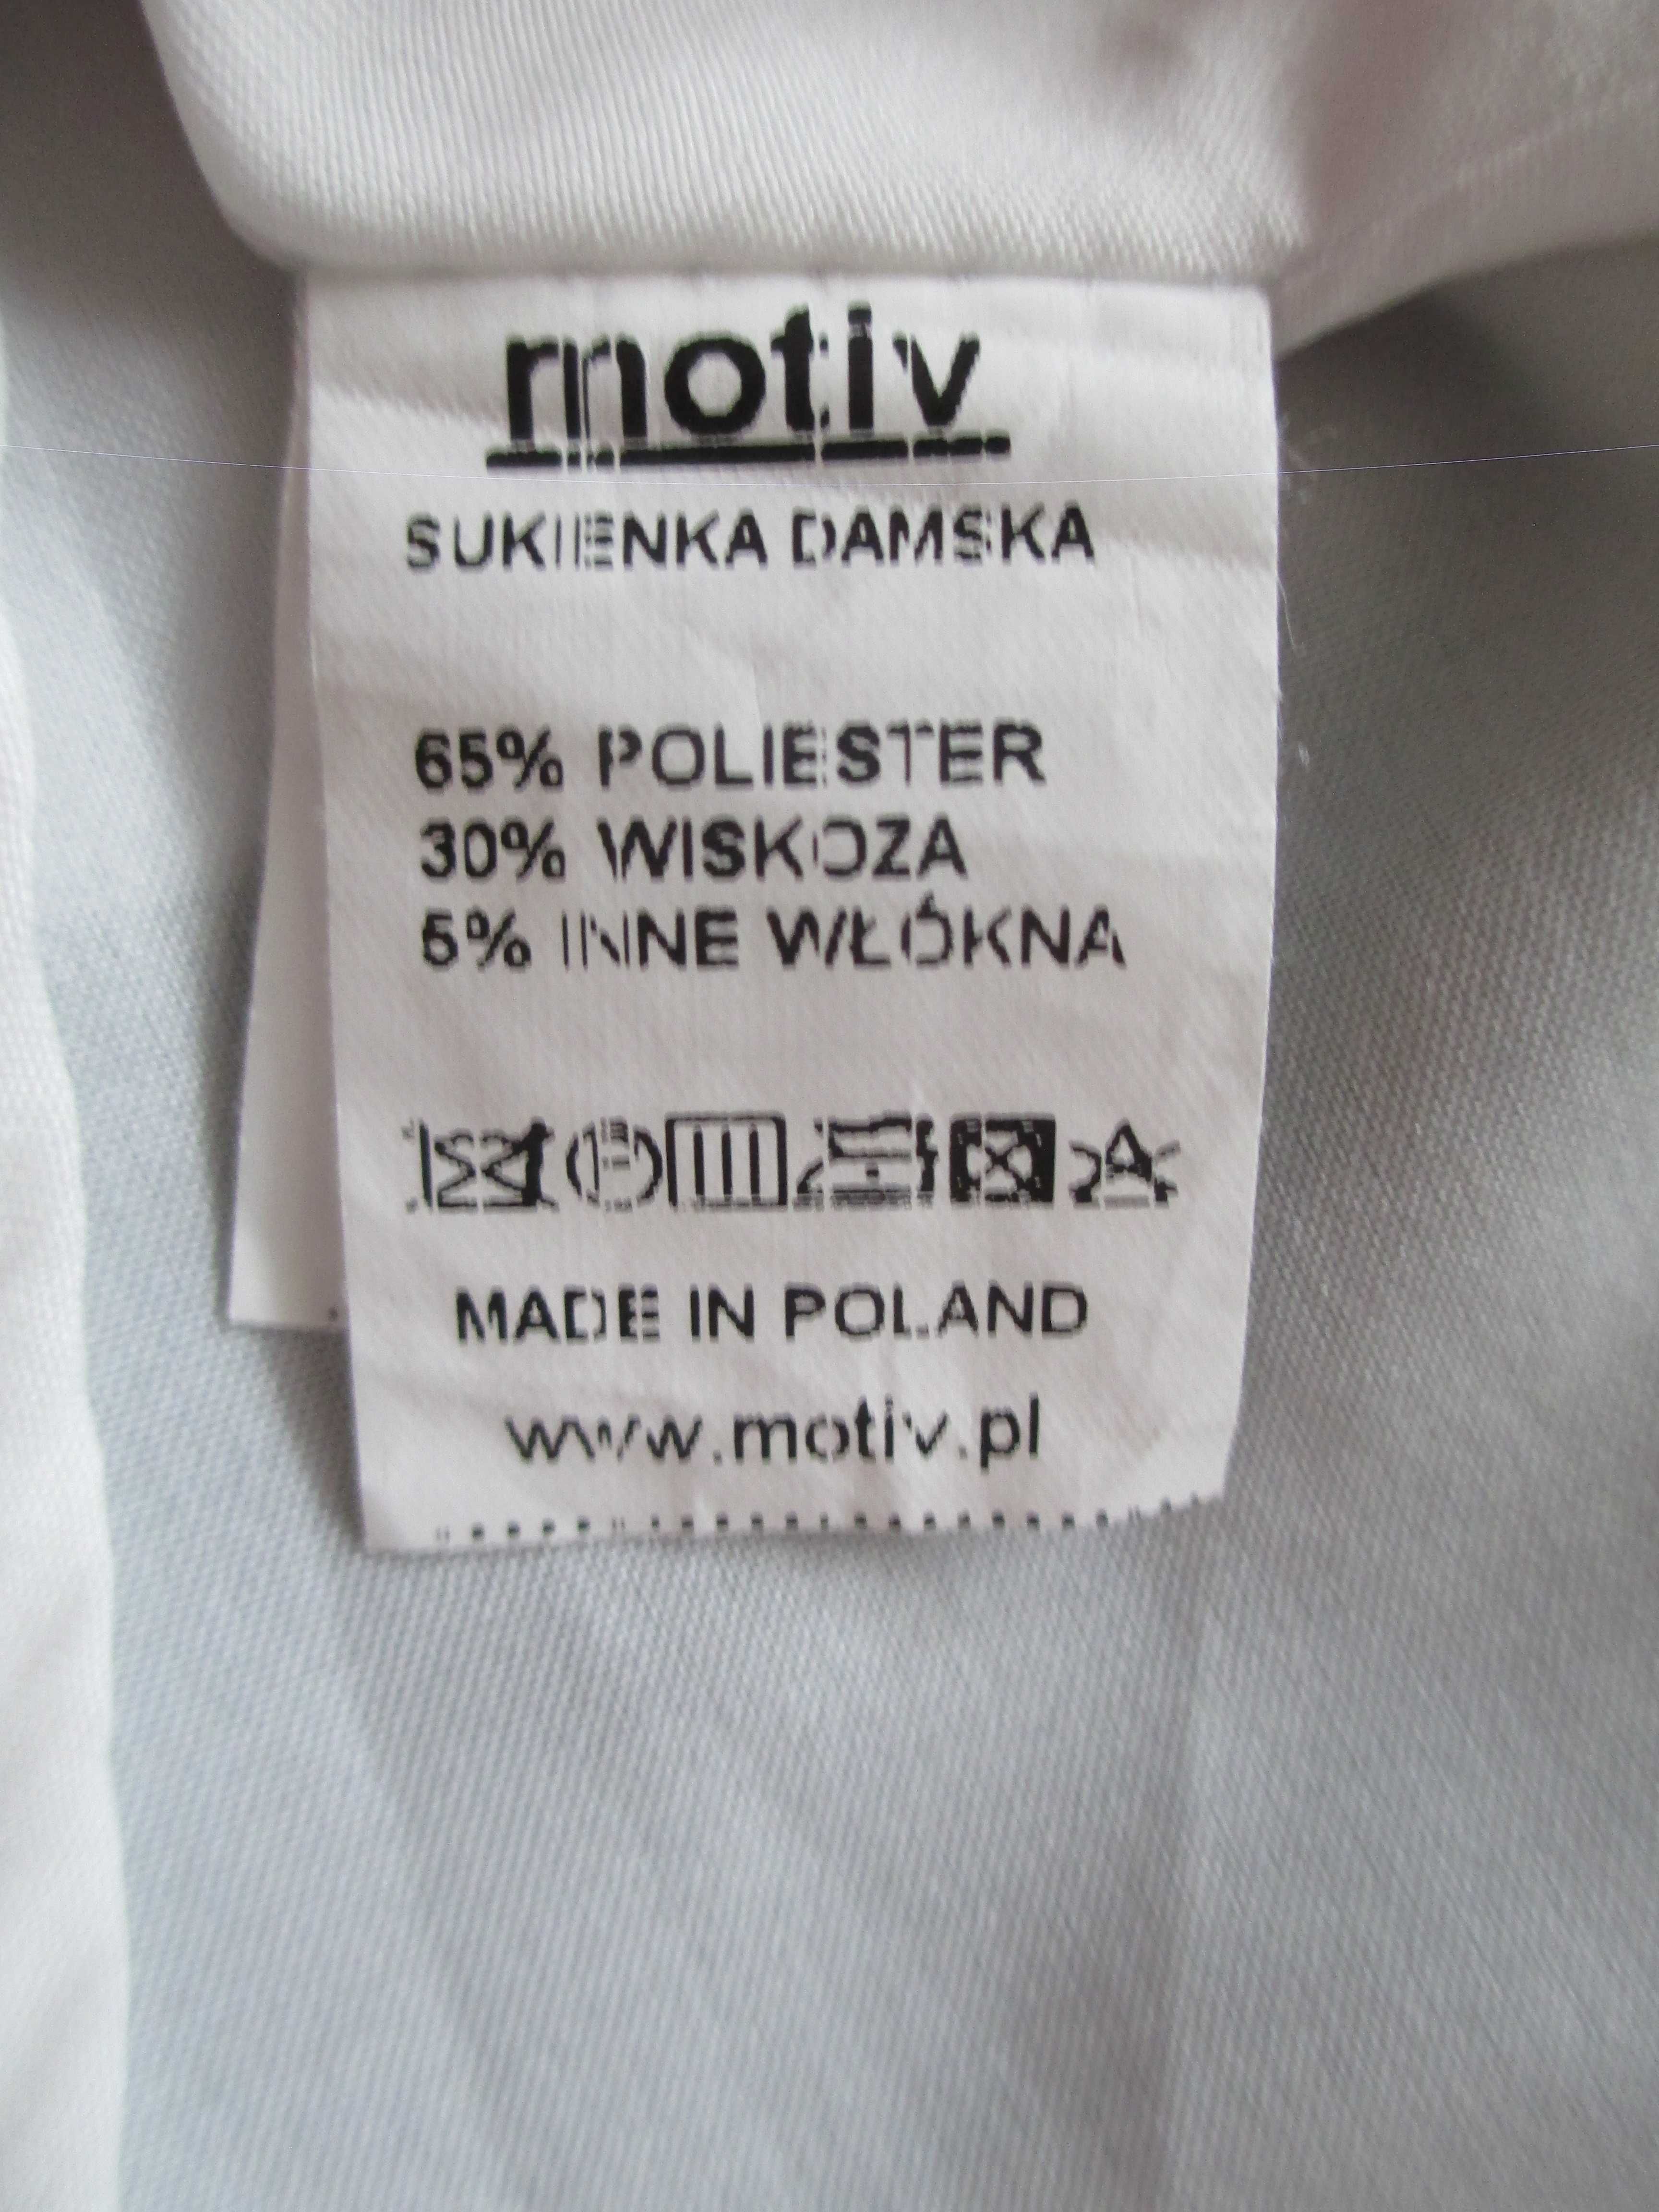 motiv
SUKIENKA DAMSKA
65% POLIESTER
30% WISKOZA
5% INNE WŁÓKNA
MADE IN POLAND
www.motiv.pl